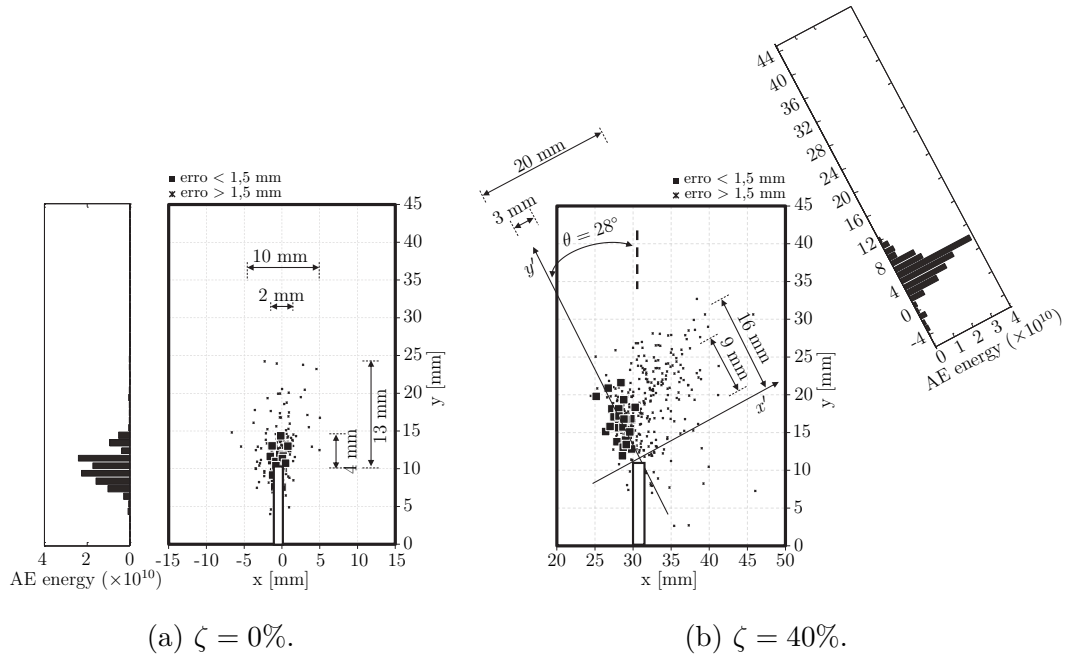 erro < 1,5 mm
erro > 1,5 mm
10 mm
2 mm
13 mm
4 mm
45
40
35
30
25
20
15
10
5
0
y [mm]
4 2 0
AE energy (×10¹⁰)
-15 -10 -5 0 5 10 15
x [mm]
(a) ζ = 0%.
erro < 1,5 mm
erro > 1,5 mm
20 mm
3 mm
θ = 28°
y'
x'
16 mm
9 mm
45
40
35
30
25
20
15
10
5
0
y [mm]
20 25 30 35 40 45 50
x [mm]
44
40
36
32
28
24
20
16
12
8
4
0
-4
0 1 2 3 4
AE energy (×10¹⁰)
(b) ζ = 40%.